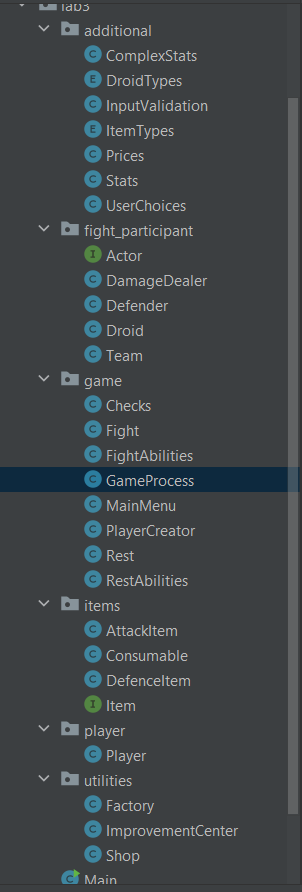 lab3
additional
C ComplexStats
E DroidTypes
C InputValidation
E ItemTypes
C Prices
C Stats
C UserChoices
fight_participant
I Actor
C DamageDealer
C Defender
C Droid
C Team
game
C Checks
C Fight
C FightAbilities
C GameProcess
C MainMenu
C PlayerCreator
C Rest
C RestAbilities
items
C AttackItem
C Consumable
C DefenceItem
I Item
player
C Player
utilities
C Factory
C ImprovementCenter
C Shop
C Main